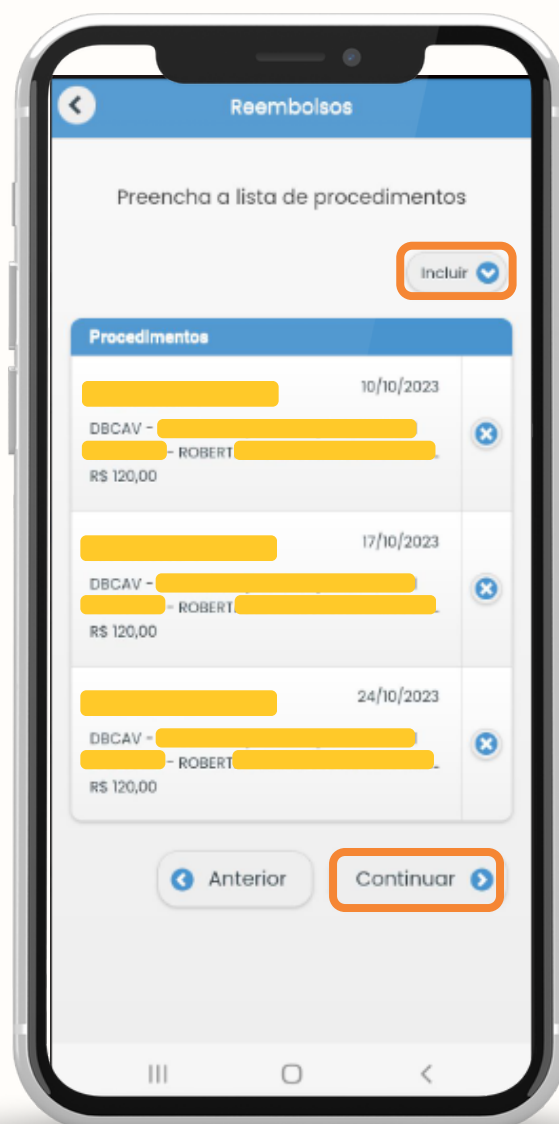 Reembolsos
Preencha a lista de procedimentos
Incluir
Procedimentos
10/10/2023
DBCAV -
- ROBERT
R$ 120,00
17/10/2023
DBCAV -
- ROBERT
R$ 120,00
24/10/2023
DBCAV -
- ROBERT
R$ 120,00
Anterior
Continuar